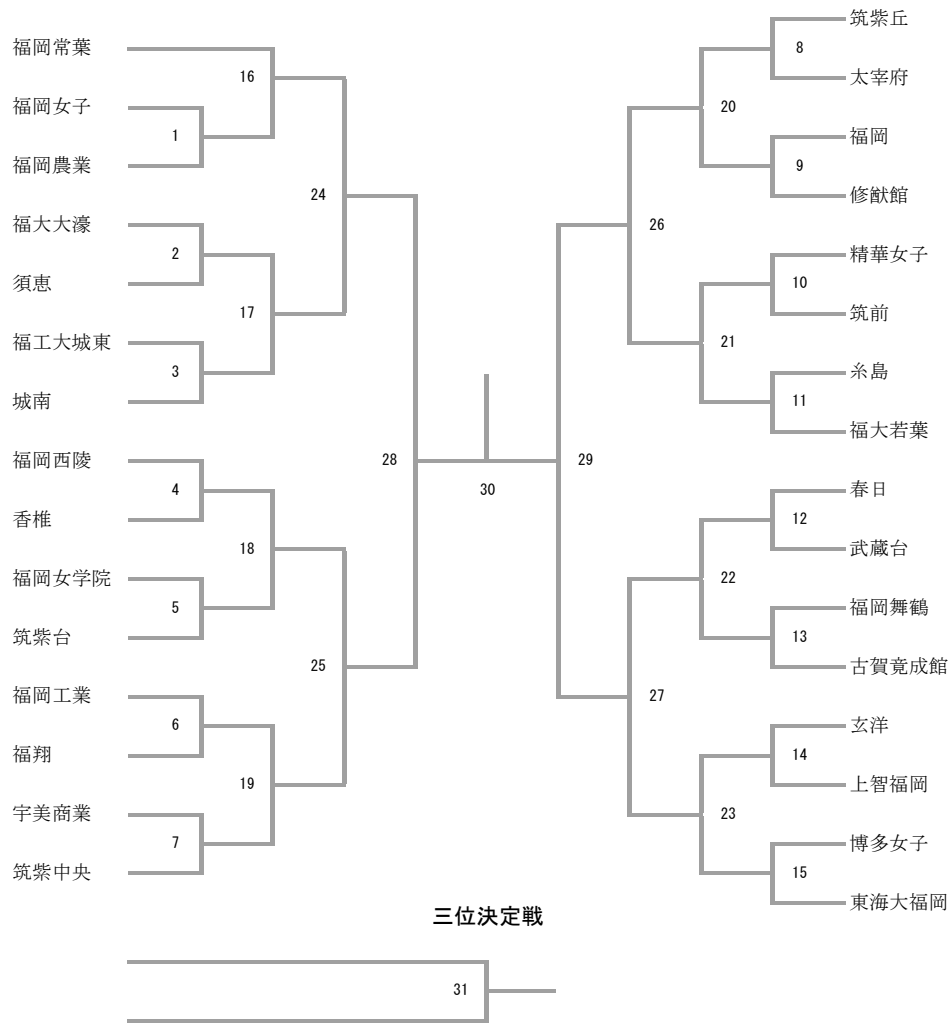 福岡常葉
16
福岡女子
1
福岡農業
24
福大大濠
2
須恵
17
福工大城東
3
城南
28
福岡西陵
4
香椎
18
福岡女学院
5
筑紫台
25
福岡工業
6
福翔
19
宇美商業
7
筑紫中央
30
筑紫丘
8
太宰府
20
福岡
9
修猷館
26
精華女子
10
筑前
21
糸島
11
福大若葉
29
春日
12
武蔵台
22
福岡舞鶴
13
古賀竟成館
27
玄洋
14
上智福岡
23
博多女子
15
東海大福岡
三位決定戦
31